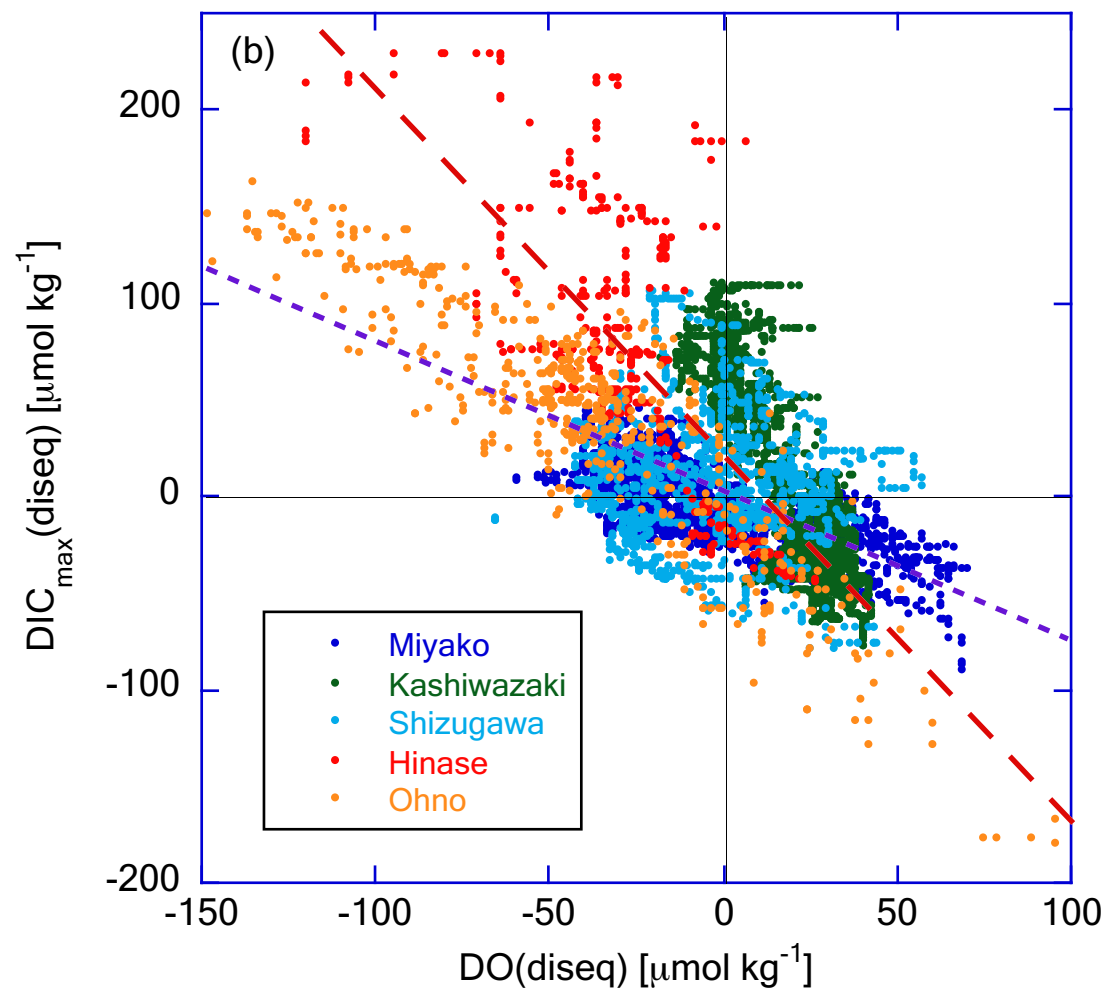 (b)
200
100
0
-100
-200
DIC_max(diseq) [μmol kg⁻¹]
Miyako
Kashiwazaki
Shizugawa
Hinase
Ohno
-150 -100 -50 0 50 100
DO(diseq) [μmol kg⁻¹]